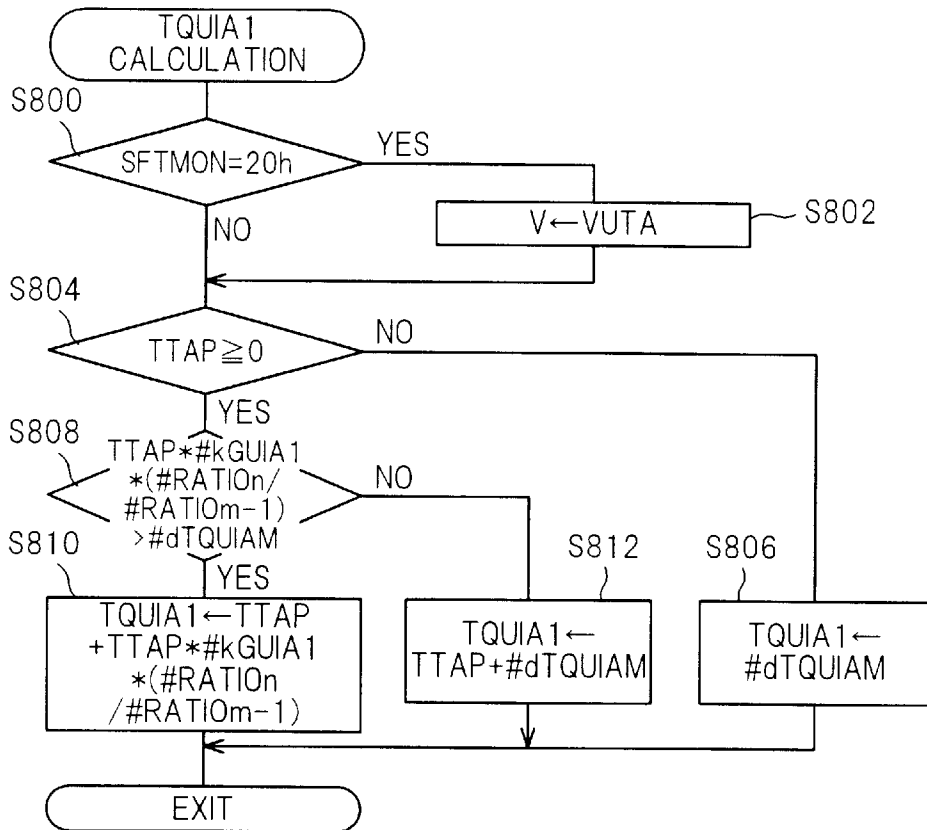 TQUIA1
CALCULATION
S800
SFTMON=20h
YES
NO
V←VUTA
S802
S804
TTAP≧0
NO
YES
S808
TTAP*#kGUIA1
*(#RATIOn/
#RATIOm-1)
>#dTQUIAM
NO
YES
S810
TQUIA1←TTAP
+TTAP*#kGUIA1
*(#RATIOn
/#RATIOm-1)
S812
TQUIA1←
TTAP+#dTQUIAM
S806
TQUIA1←
#dTQUIAM
EXIT